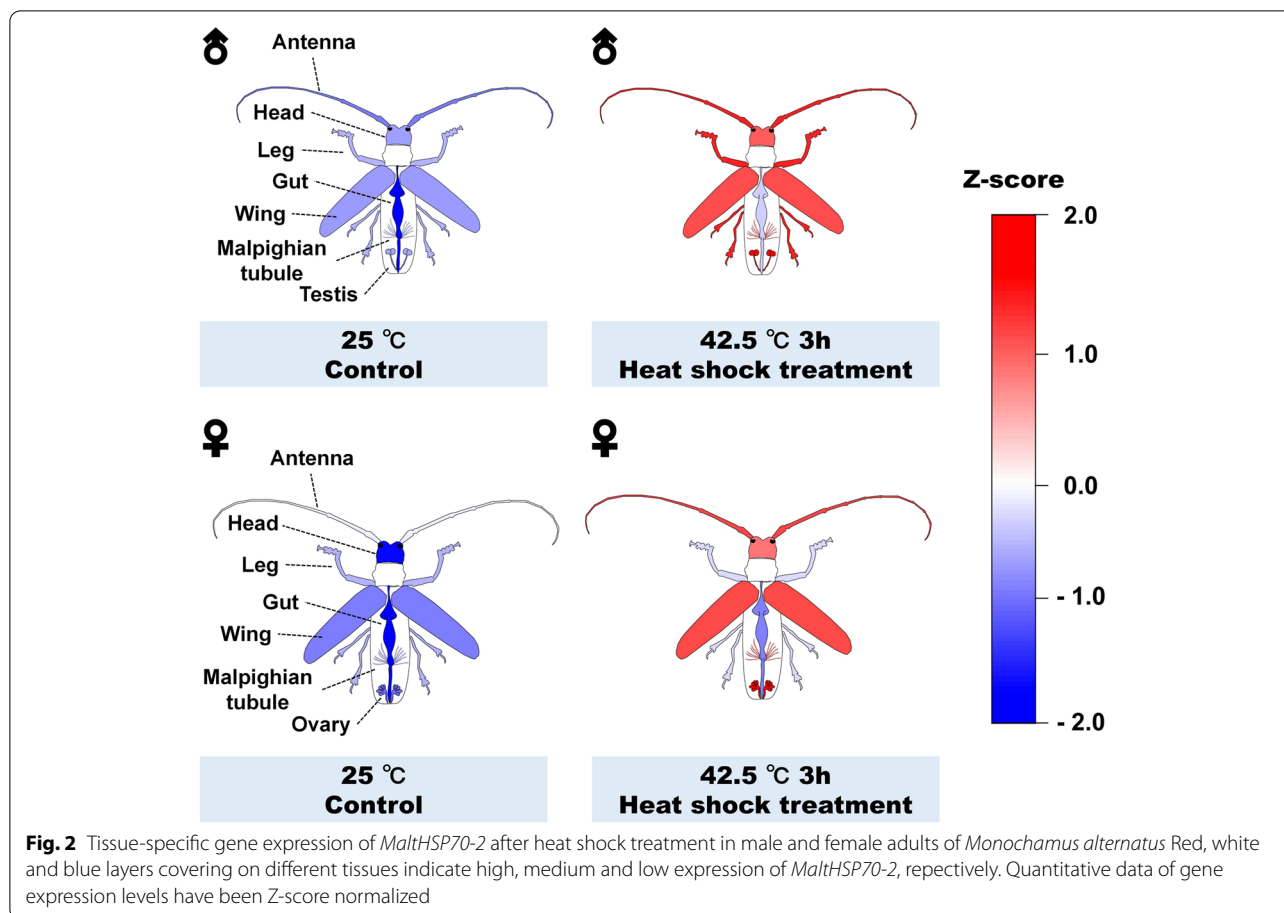 ♂
Antenna
Head
Leg
Gut
Wing
Malpighian
tubule
Testis
25 ℃
Control
♂
42.5 ℃ 3h
Heat shock treatment
♀
Antenna
Head
Leg
Gut
Wing
Malpighian
tubule
Ovary
25 ℃
Control
♀
42.5 ℃ 3h
Heat shock treatment
Z-score
2.0
1.0
0.0
- 1.0
- 2.0
Fig. 2 Tissue-specific gene expression of MaltHSP70-2 after heat shock treatment in male and female adults of Monochamus alternatus Red, white
and blue layers covering on different tissues indicate high, medium and low expression of MaltHSP70-2, repectively. Quantitative data of gene
expression levels have been Z-score normalized